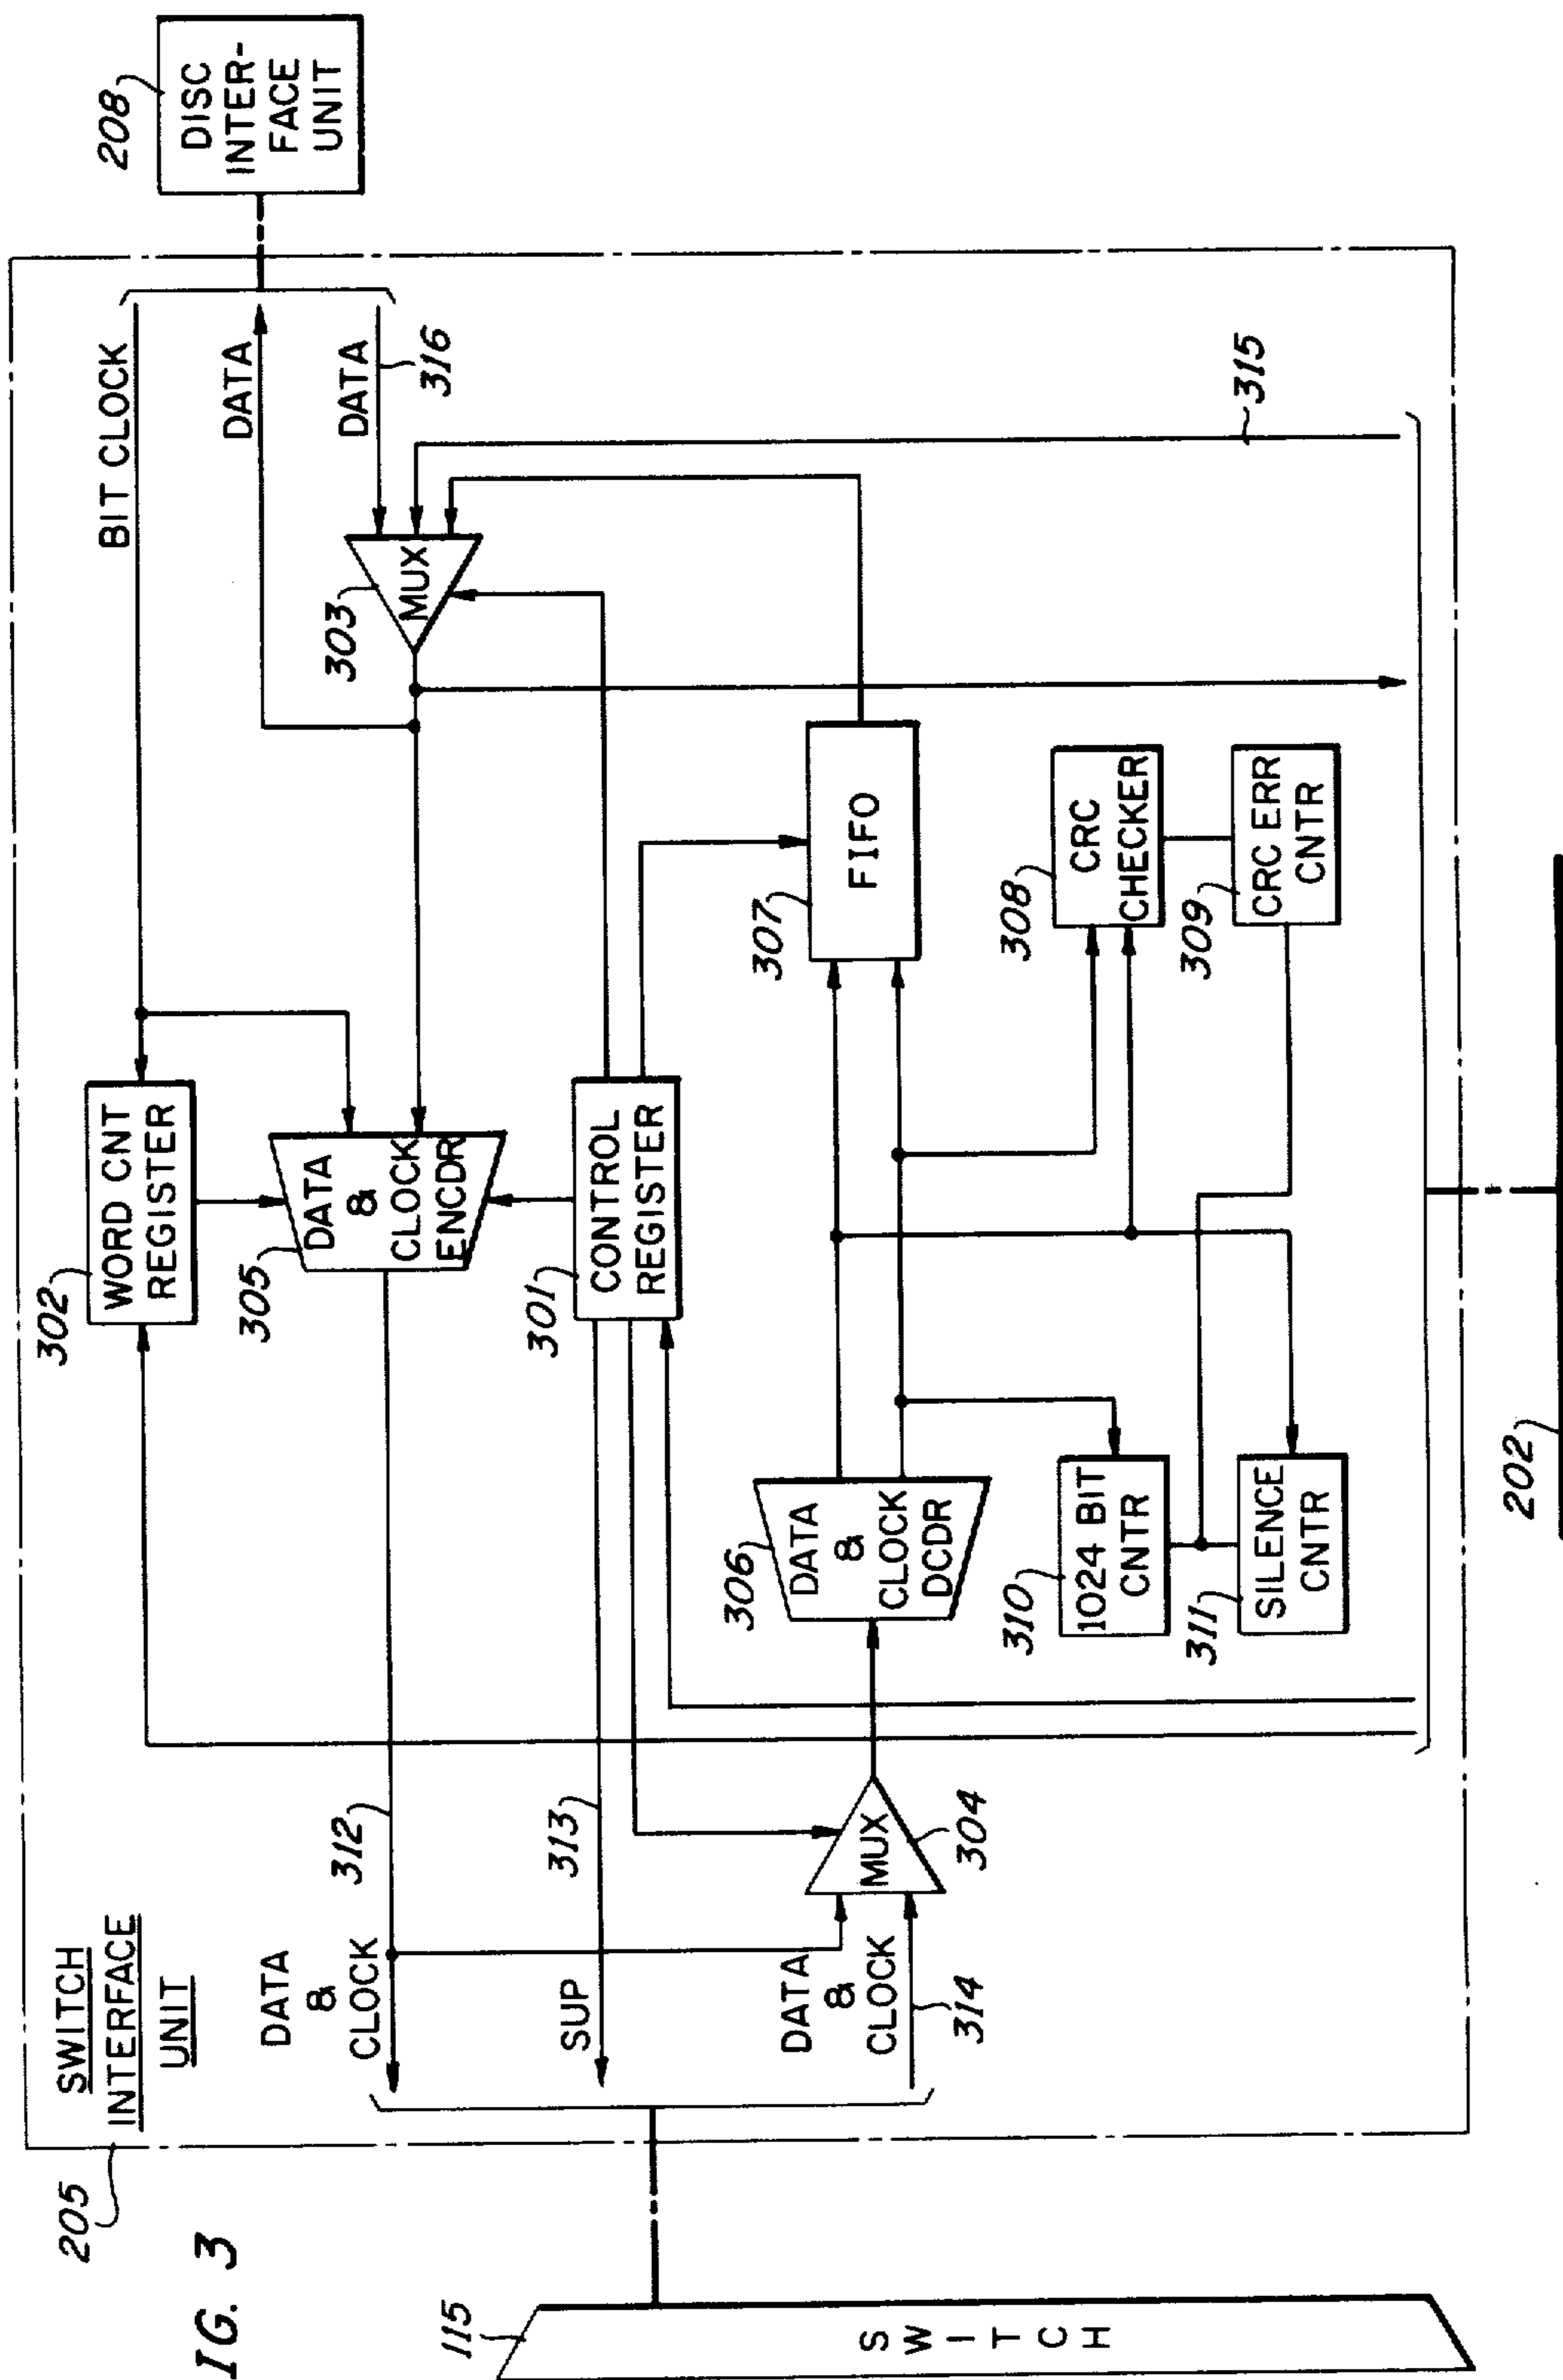 IG. 3
205
SWITCH
INTERFACE
UNIT
115
SWITCH
DATA
&
CLOCK
312
SUP
313
DATA
&
CLOCK
314
MUX
304
302
WORD CNT
REGISTER
305
DATA
&
CLOCK
ENCDR
301
CONTROL
REGISTER
306
DATA
&
CLOCK
DCDR
310
1024 BIT
CNTR
311
SILENCE
CNTR
307
FIFO
308
CRC
CHECKER
309
CRC ERR
CNTR
303
MUX
BIT CLOCK
DATA
DATA
316
315
208
DISC
INTER-
FACE
UNIT
202